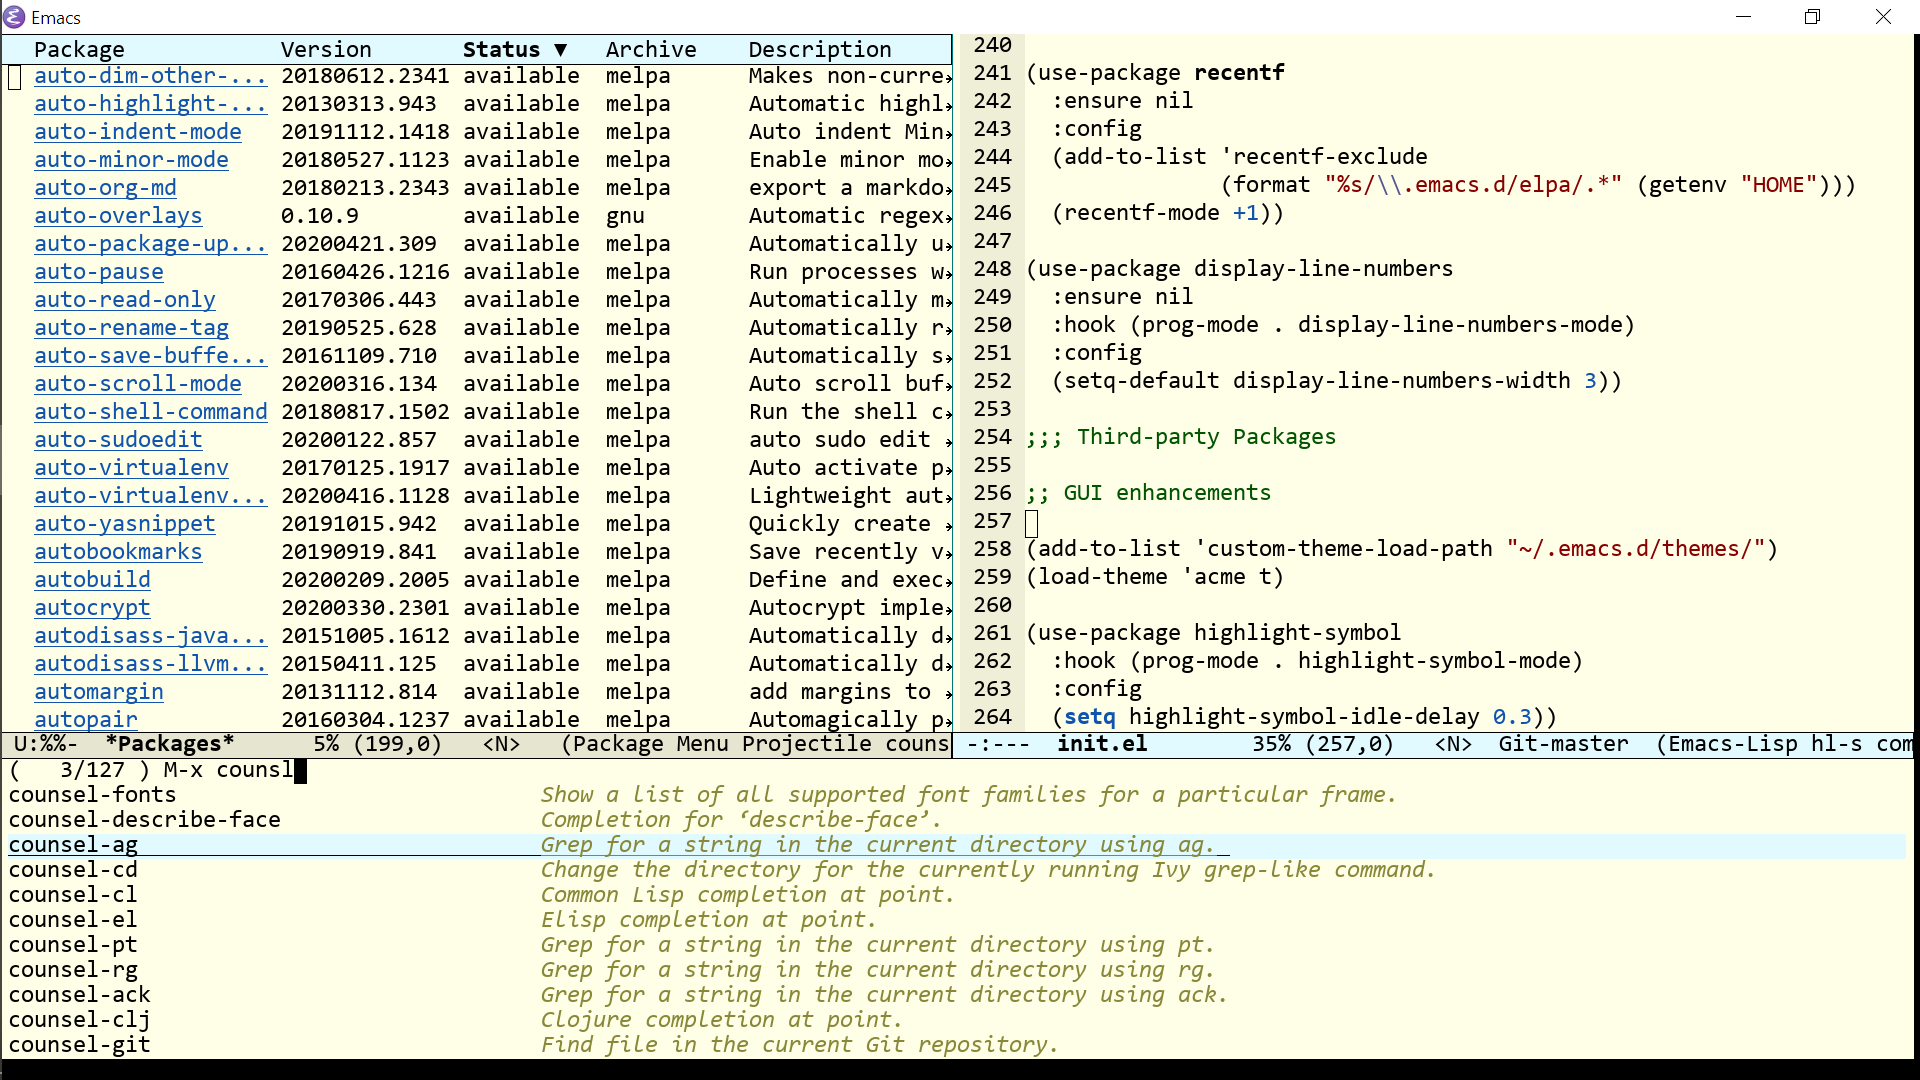 Emacs
Package Version Status ▼ Archive Description
auto-dim-other-... 20180612.2341 available melpa Makes non-curre→
auto-highlight-... 20130313.943 available melpa Automatic highl→
auto-indent-mode 20191112.1418 available melpa Auto indent Min→
auto-minor-mode 20180527.1123 available melpa Enable minor mo→
auto-org-md 20180213.2343 available melpa export a markdo→
auto-overlays 0.10.9 available gnu Automatic regex→
auto-package-up... 20200421.309 available melpa Automatically u→
auto-pause 20160426.1216 available melpa Run processes w→
auto-read-only 20170306.443 available melpa Automatically m→
auto-rename-tag 20190525.628 available melpa Automatically r→
auto-save-buffe... 20161109.710 available melpa Automatically s→
auto-scroll-mode 20200316.134 available melpa Auto scroll buf→
auto-shell-command 20180817.1502 available melpa Run the shell c→
auto-sudoedit 20200122.857 available melpa auto sudo edit →
auto-virtualenv 20170125.1917 available melpa Auto activate p→
auto-virtualenv... 20200416.1128 available melpa Lightweight aut→
auto-yasnippet 20191015.942 available melpa Quickly create →
autobookmarks 20190919.841 available melpa Save recently v→
autobuild 20200209.2005 available melpa Define and exec→
autocrypt 20200330.2301 available melpa Autocrypt imple→
autodisass-java... 20151005.1612 available melpa Automatically d→
autodisass-llvm... 20150411.125 available melpa Automatically d→
automargin 20131112.814 available melpa add margins to →
autopair 20160304.1237 available melpa Automagically p→
U:%%-  *Packages*      5% (199,0)   <N>   (Package Menu Projectile couns
240
241 (use-package recentf
242   :ensure nil
243   :config
244   (add-to-list 'recentf-exclude
245                (format "%s/\\.emacs.d/elpa/.*" (getenv "HOME")))
246   (recentf-mode +1))
247
248 (use-package display-line-numbers
249   :ensure nil
250   :hook (prog-mode . display-line-numbers-mode)
251   :config
252   (setq-default display-line-numbers-width 3))
253
254 ;;; Third-party Packages
255
256 ;; GUI enhancements
257
258 (add-to-list 'custom-theme-load-path "~/.emacs.d/themes/")
259 (load-theme 'acme t)
260
261 (use-package highlight-symbol
262   :hook (prog-mode . highlight-symbol-mode)
263   :config
264   (setq highlight-symbol-idle-delay 0.3))
-:---  init.el        35% (257,0)   <N>  Git-master  (Emacs-Lisp hl-s com
(   3/127 ) M-x counsl
counsel-fonts Show a list of all supported font families for a particular frame.
counsel-describe-face Completion for ‘describe-face’.
counsel-ag Grep for a string in the current directory using ag.
counsel-cd Change the directory for the currently running Ivy grep-like command.
counsel-cl Common Lisp completion at point.
counsel-el Elisp completion at point.
counsel-pt Grep for a string in the current directory using pt.
counsel-rg Grep for a string in the current directory using rg.
counsel-ack Grep for a string in the current directory using ack.
counsel-clj Clojure completion at point.
counsel-git Find file in the current Git repository.